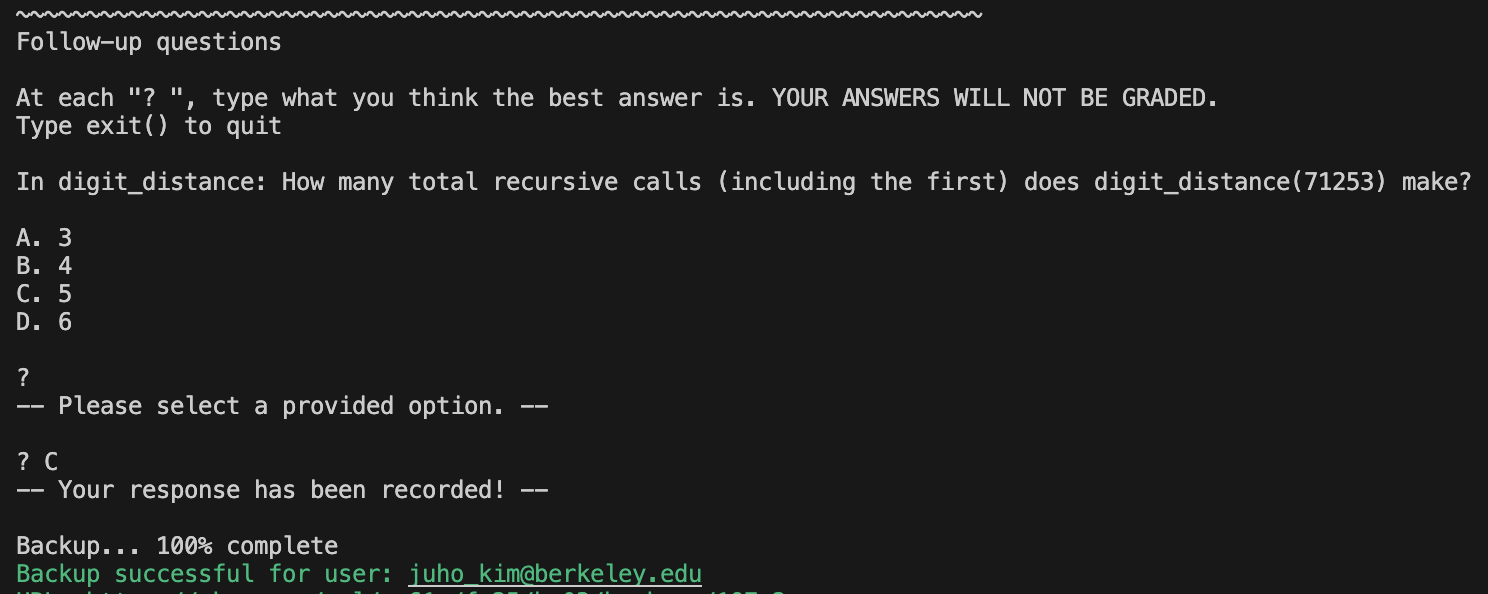 Follow-up questions
At each "? ", type what you think the best answer is. YOUR ANSWERS WILL NOT BE GRADED.
Type exit() to quit
In digit_distance: How many total recursive calls (including the first) does digit_distance(71253) make?
A. 3
B. 4
C. 5
D. 6
?
-- Please select a provided option. --
? C
-- Your response has been recorded! --
Backup... 100% complete
Backup successful for user: juho_kim@berkeley.edu